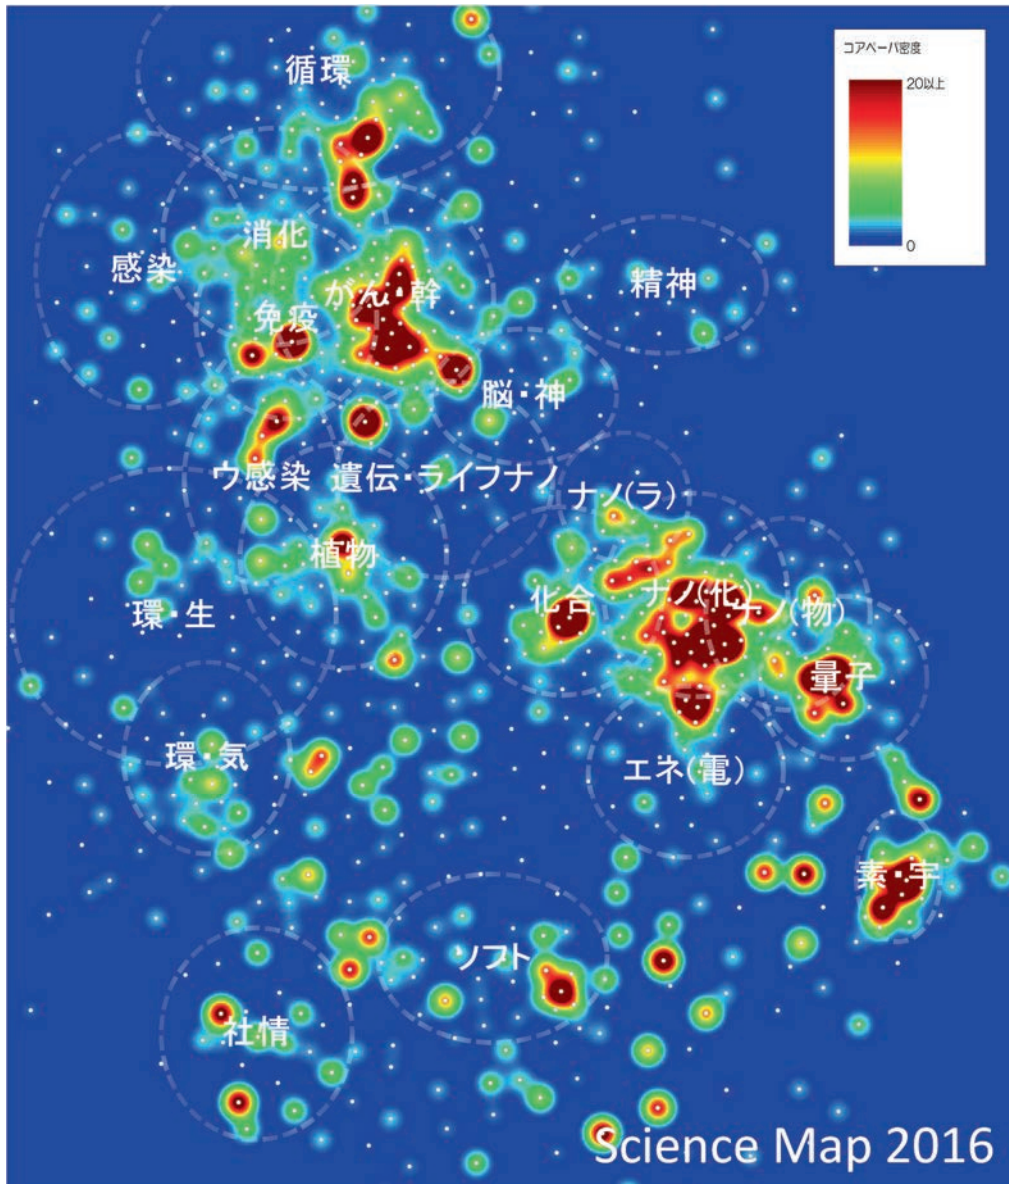 コアペーパ密度
20以上
0
循環
消化
感染
がん・幹
免疫
精神
脳・神
ウ感染
遺伝・ライフナノ
ナノ(ラ)
植物
環・生
化合
ナノ(化)
ナノ(物)
量子
環・気
エネ(電)
素・宇
ソフト
社情
Science Map 2016